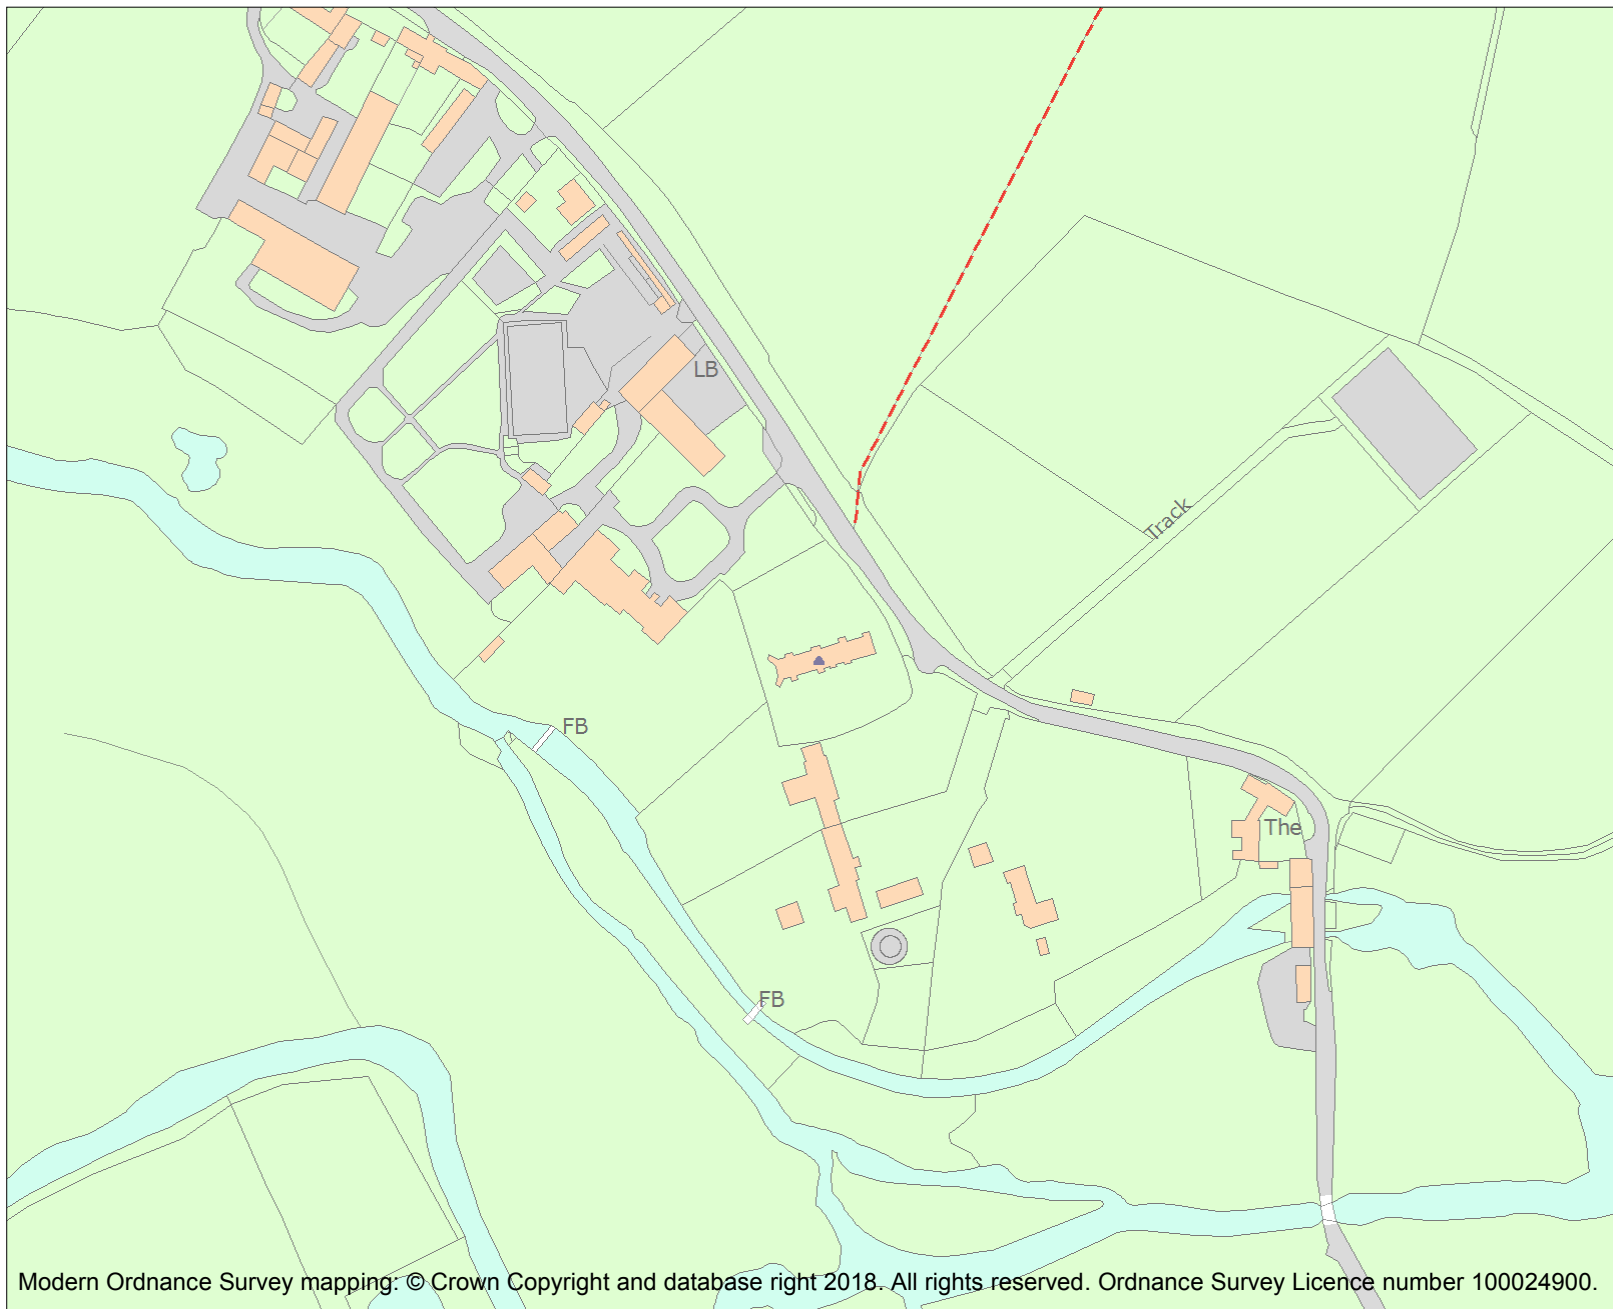 LB
Track
FB
The
FB
Modern Ordnance Survey mapping: © Crown Copyright and database right 2018. All rights reserved. Ordnance Survey Licence number 100024900.